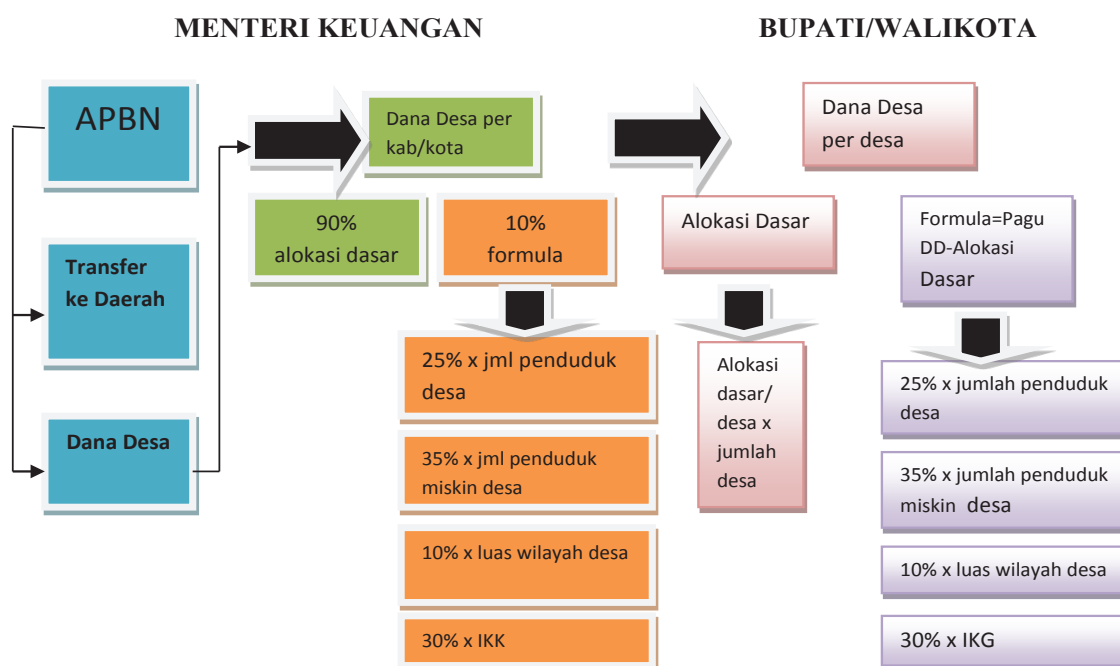 MENTERI KEUANGAN
BUPATI/WALIKOTA
APBN
Transfer
ke Daerah
Dana Desa
Dana Desa per
kab/kota
90%
alokasi dasar
10%
formula
25% x jml penduduk
desa
35% x jml penduduk
miskin desa
10% x luas wilayah desa
30% x IKK
Dana Desa
per desa
Alokasi Dasar
Alokasi
dasar/
desa x
jumlah
desa
Formula=Pagu
DD-Alokasi
Dasar
25% x jumlah penduduk
desa
35% x jumlah penduduk
miskin desa
10% x luas wilayah desa
30% x IKG